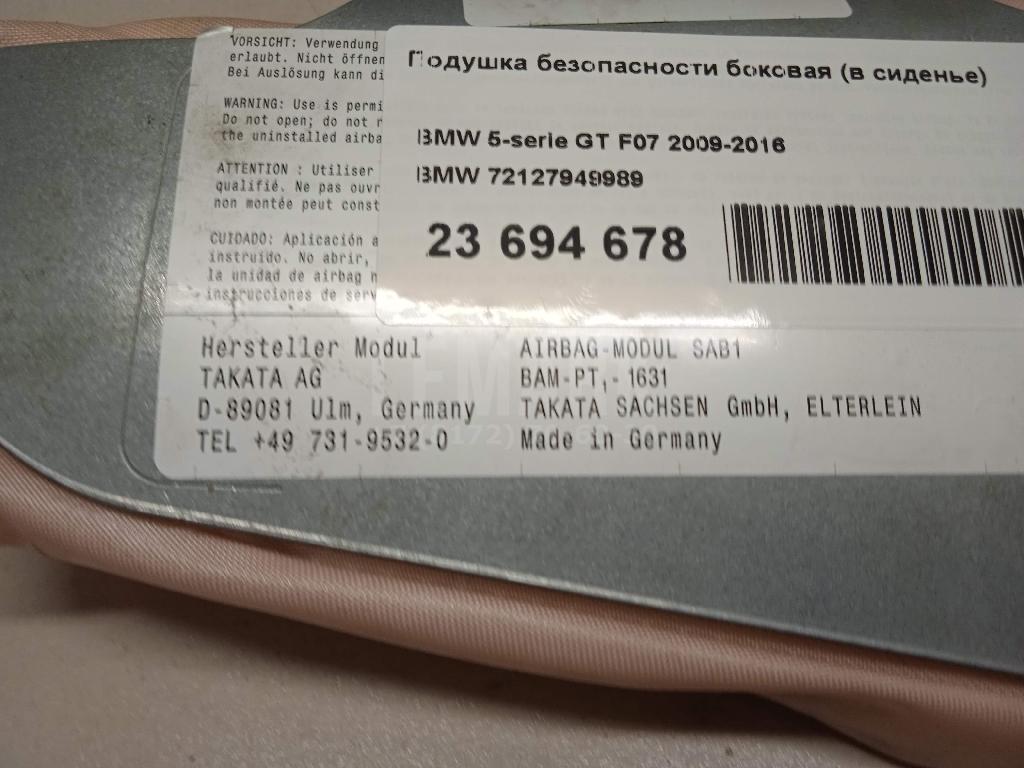 VORSICHT: Verwendung
erlaubt. Nicht öffnen
Bei Auslösung kann di
WARNING: Use is permi
Do not open; do not r
the uninstalled airba
ATTENTION : Utiliser
qualifié. Ne pas ouvr
non montée peut const
CUIDADO: Aplicación a
instruido. No abrir,
la unidad de airbag n
instrucciones de serv
Подушка безопасности боковая (в сиденье)
BMW 5-serie GT F07 2009-2016
BMW 72127949989
23 694 678
Hersteller Modul
TAKATA AG
D-89081 Ulm, Germany
TEL +49 731-9532-0
AIRBAG-MODUL SAB1
BAM-PT₁- 1631
TAKATA SACHSEN GmbH, ELTERLEIN
Made in Germany